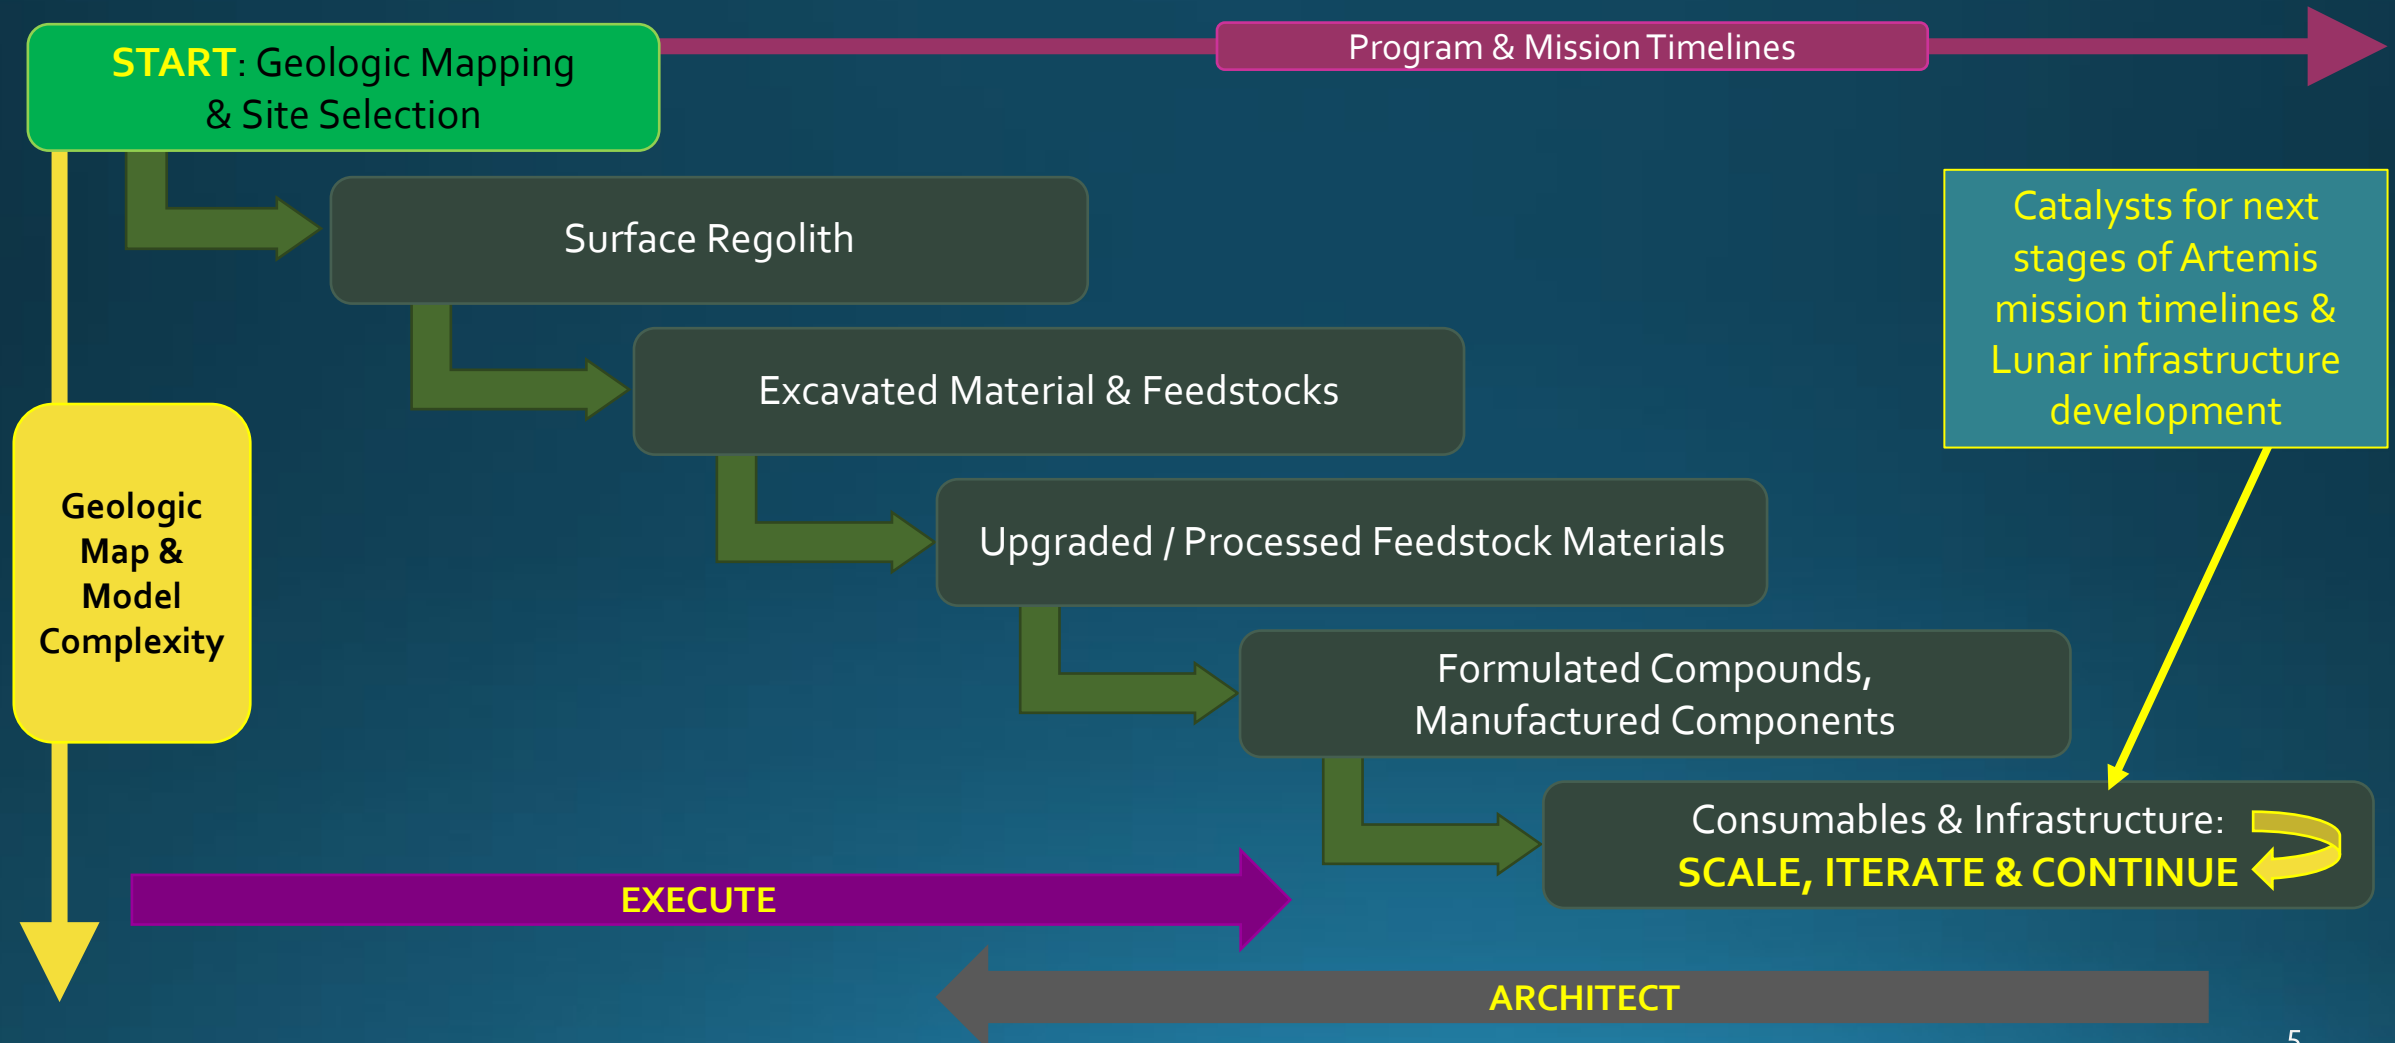 START: Geologic Mapping
& Site Selection
Program & Mission Timelines
Surface Regolith
Catalysts for next
stages of Artemis
mission timelines &
Lunar infrastructure
development
Excavated Material & Feedstocks
Geologic
Map &
Model
Complexity
Upgraded / Processed Feedstock Materials
Formulated Compounds,
Manufactured Components
Consumables & Infrastructure:
SCALE, ITERATE & CONTINUE
EXECUTE
ARCHITECT
5